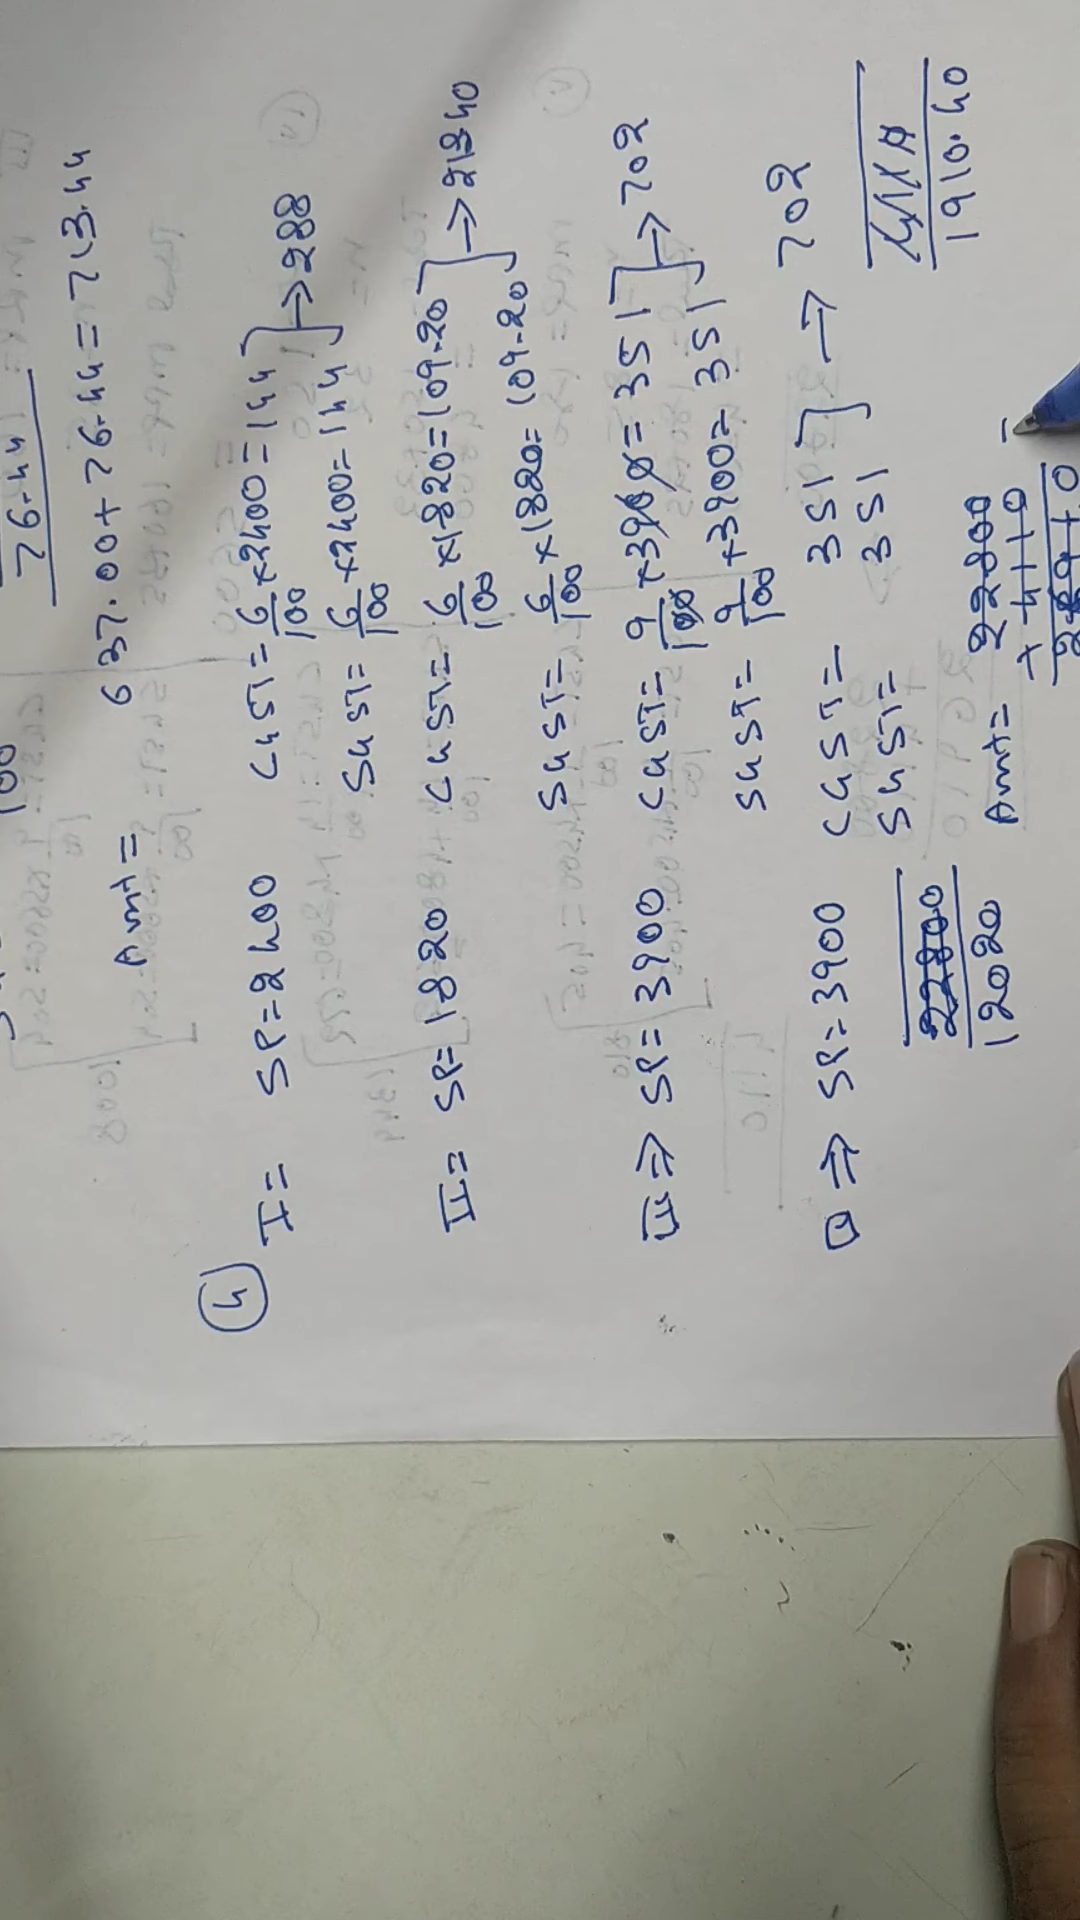 76.44
Amt = 637.00 + 76.44 = 713.44
4
I = SP = 2400 CGST = 6/100 × 2400 = 144 → 288
SGST = 6/100 × 2400 = 144
II = SP = 1820 CGST = 6/100 × 1820 = 109.20 → 218.40
SGST = 6/100 × 1820 = 109.20
III ⇒ SP = 3900 CGST = 9/100 × 3900 = 351 → 702
SGST = 9/100 × 3900 = 351
⇒ SP = 3900 CGST = 351 → 702
SGST = 351
22800
12020 1910.40
Amt = 22800
+ 4110